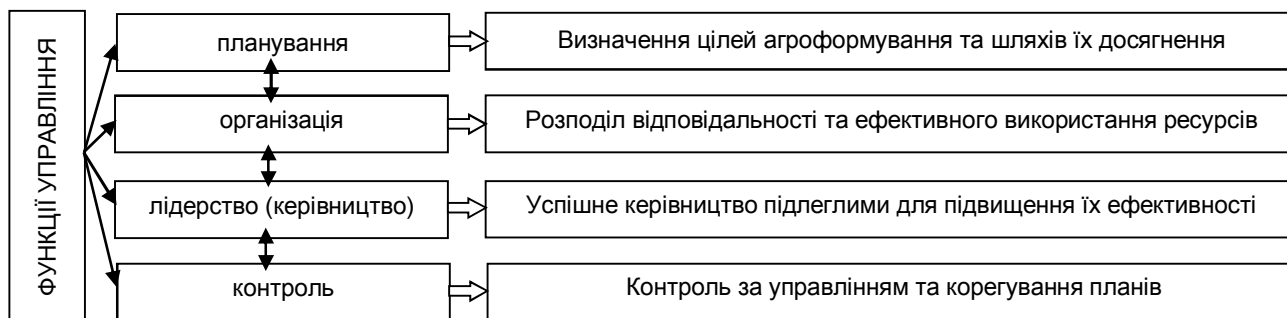 ФУНКЦІЇ УПРАВЛІННЯ
планування
Визначення цілей агроформування та шляхів їх досягнення
організація
Розподіл відповідальності та ефективного використання ресурсів
лідерство (керівництво)
Успішне керівництво підлеглими для підвищення їх ефективності
контроль
Контроль за управлінням та корегування планів